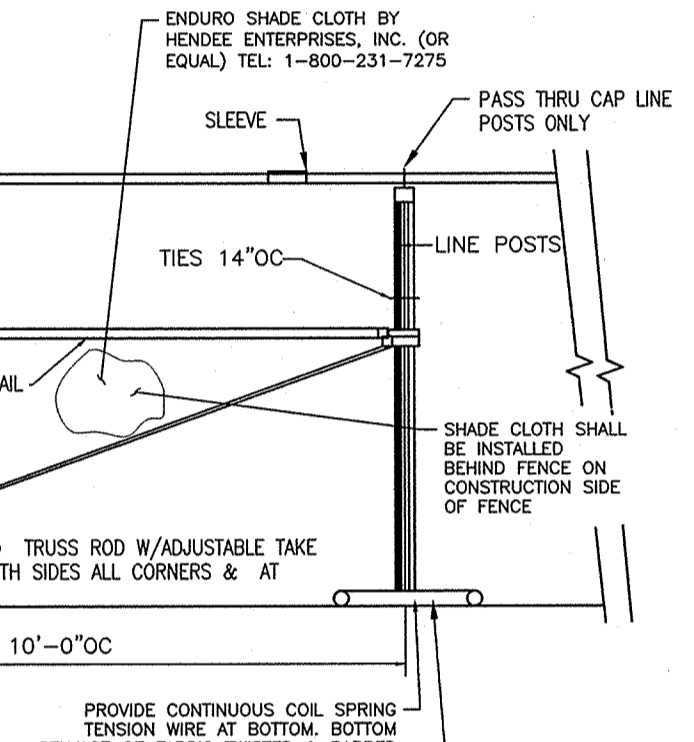 ENDURO SHADE CLOTH BY
HENDEE ENTERPRISES, INC. (OR
EQUAL) TEL: 1-800-231-7275
PASS THRU CAP LINE
POSTS ONLY
SLEEVE
TIES 14"OC
LINE POSTS
AIL
SHADE CLOTH SHALL
BE INSTALLED
BEHIND FENCE ON
CONSTRUCTION SIDE
OF FENCE
TRUSS ROD W/ADJUSTABLE TAKE
TH SIDES ALL CORNERS & AT
10'-0"OC
PROVIDE CONTINUOUS COIL SPRING
TENSION WIRE AT BOTTOM. BOTTOM